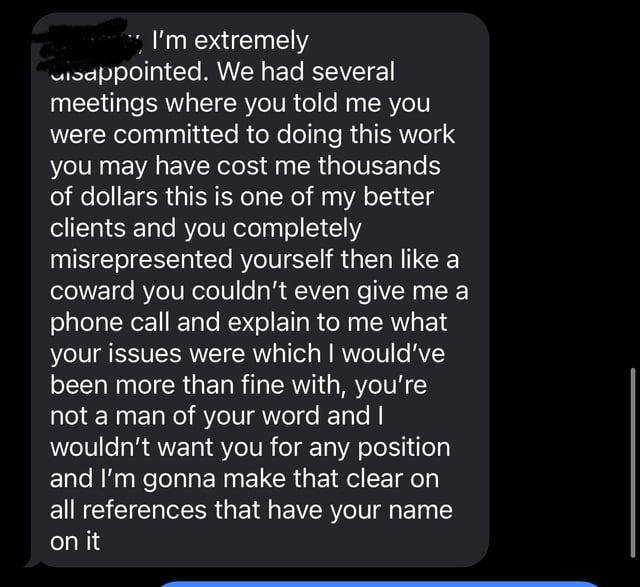 , I'm extremely
disappointed. We had several
meetings where you told me you
were committed to doing this work
you may have cost me thousands
of dollars this is one of my better
clients and you completely
misrepresented yourself then like a
coward you couldn't even give me a
phone call and explain to me what
your issues were which I would've
been more than fine with, you're
not a man of your word and I
wouldn't want you for any position
and I'm gonna make that clear on
all references that have your name
on it